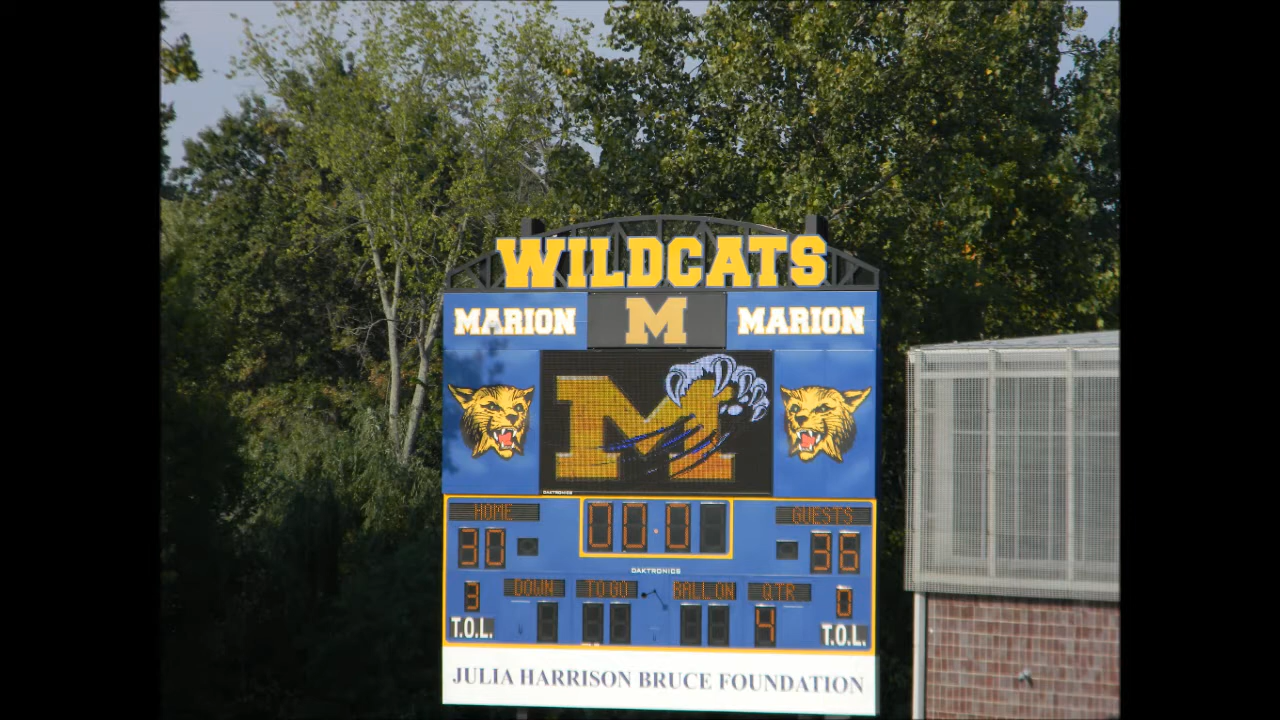 WILDCATS
MARION M MARION
M
DAKTRONICS
HOME 00:0 GUESTS
30 36
DAKTRONICS
DOWN TO GO BALL ON QTR
3 4 0
T.O.L. T.O.L.
JULIA HARRISON BRUCE FOUNDATION